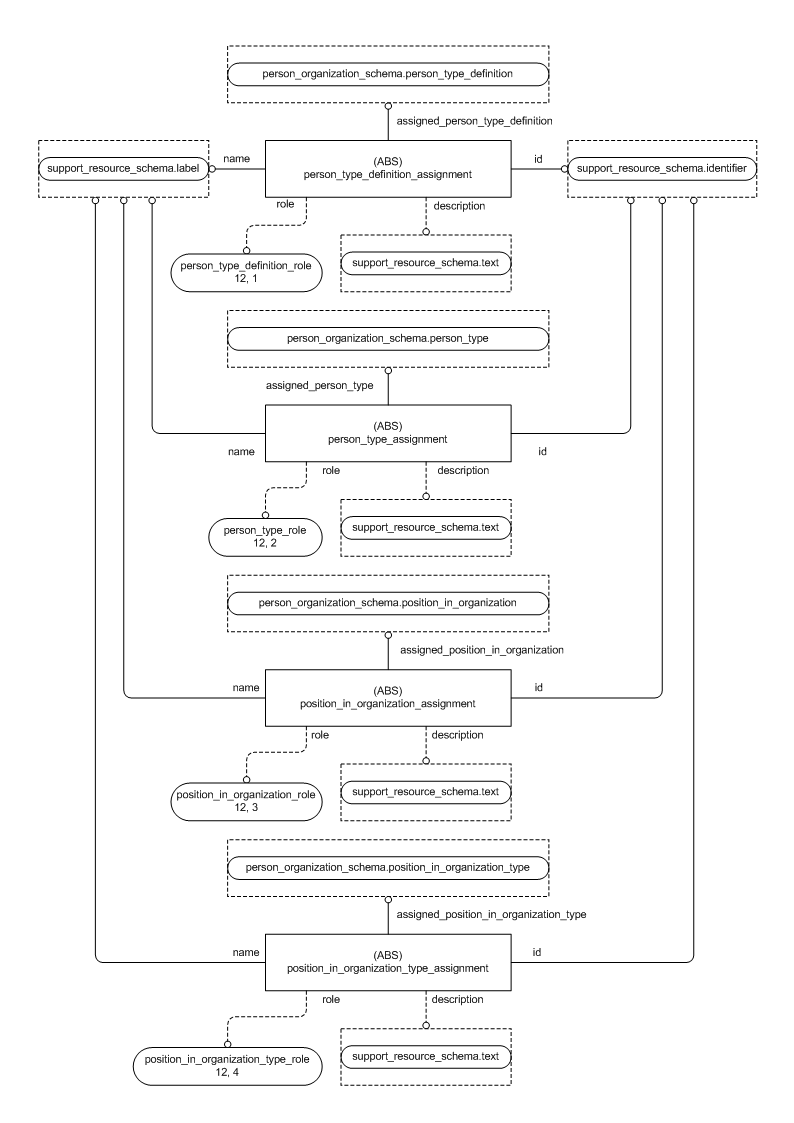 person_organization_schema.person_type_definition
assigned_person_type_definition
support_resource_schema.label
name
(ABS)
person_type_definition_assignment
id
support_resource_schema.identifier
role
description
person_type_definition_role
12, 1
support_resource_schema.text
person_organization_schema.person_type
assigned_person_type
(ABS)
person_type_assignment
name
id
role
description
person_type_role
12, 2
support_resource_schema.text
person_organization_schema.position_in_organization
assigned_position_in_organization
name
(ABS)
position_in_organization_assignment
id
role
description
position_in_organization_role
12, 3
support_resource_schema.text
person_organization_schema.position_in_organization_type
assigned_position_in_organization_type
name
(ABS)
position_in_organization_type_assignment
id
role
description
position_in_organization_type_role
12, 4
support_resource_schema.text